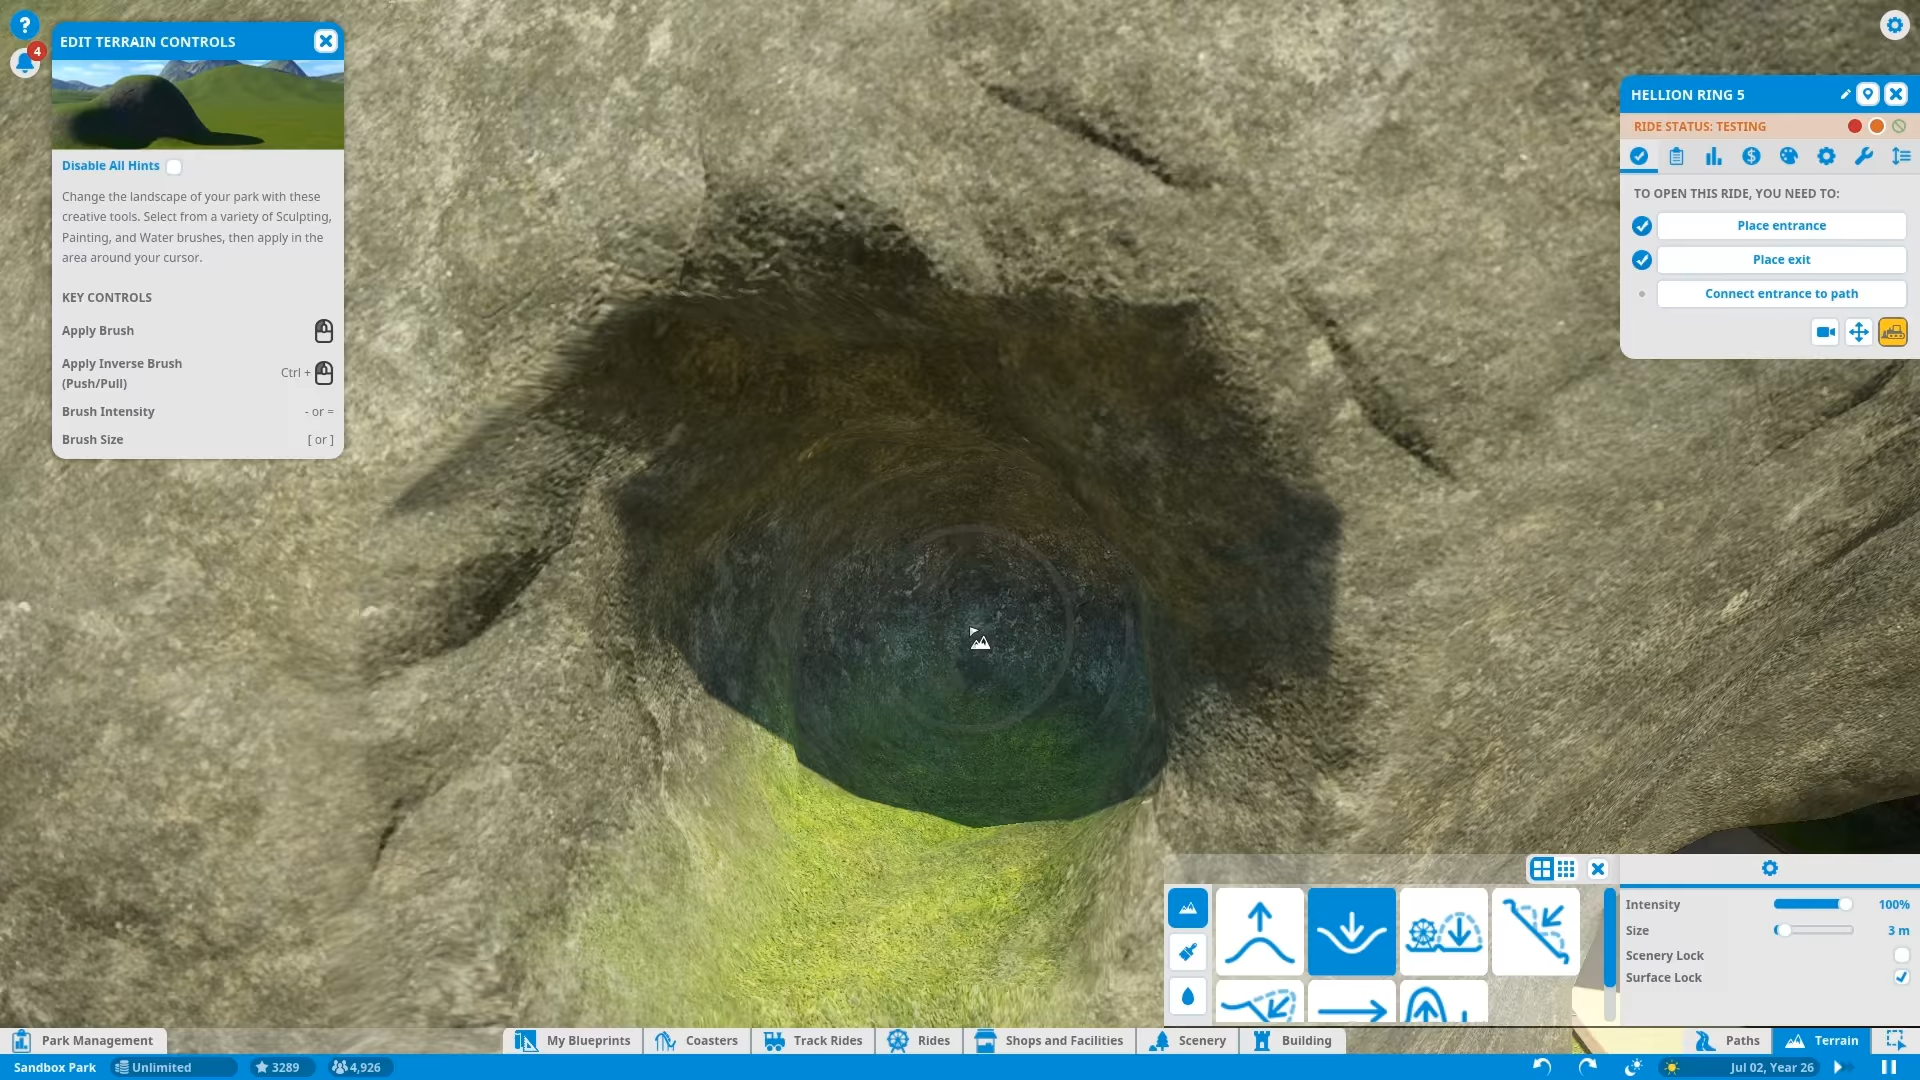 ?
4
EDIT TERRAIN CONTROLS
Disable All Hints
Change the landscape of your park with these
creative tools. Select from a variety of Sculpting,
Painting, and Water brushes, then apply in the
area around your cursor.
KEY CONTROLS
Apply Brush
Apply Inverse Brush
(Push/Pull)
Ctrl +
Brush Intensity
- or =
Brush Size
[ or ]
HELLION RING 5
RIDE STATUS: TESTING
TO OPEN THIS RIDE, YOU NEED TO:
Place entrance
Place exit
Connect entrance to path
Intensity
100%
Size
3 m
Scenery Lock
Surface Lock
Park Management
My Blueprints
Coasters
Track Rides
Rides
Shops and Facilities
Scenery
Building
Paths
Terrain
Sandbox Park
Unlimited
3289
4,926
Jul 02, Year 26